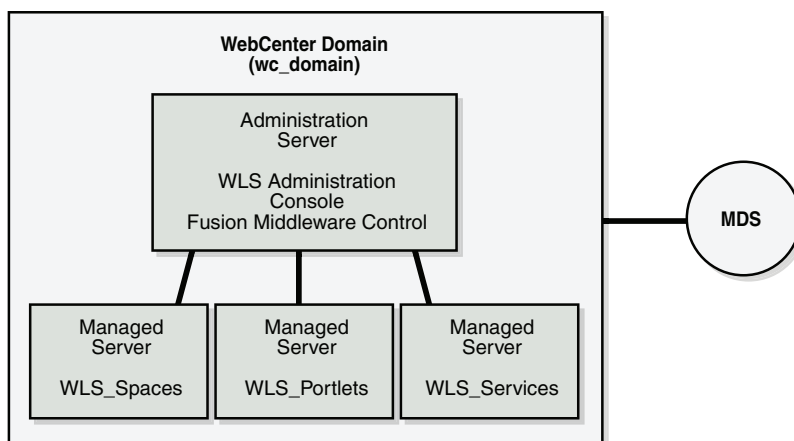 WebCenter Domain
(wc_domain)
Administration
Server
WLS Administration
Console
Fusion Middleware Control
MDS
Managed
Server
WLS_Spaces
Managed
Server
WLS_Portlets
Managed
Server
WLS_Services